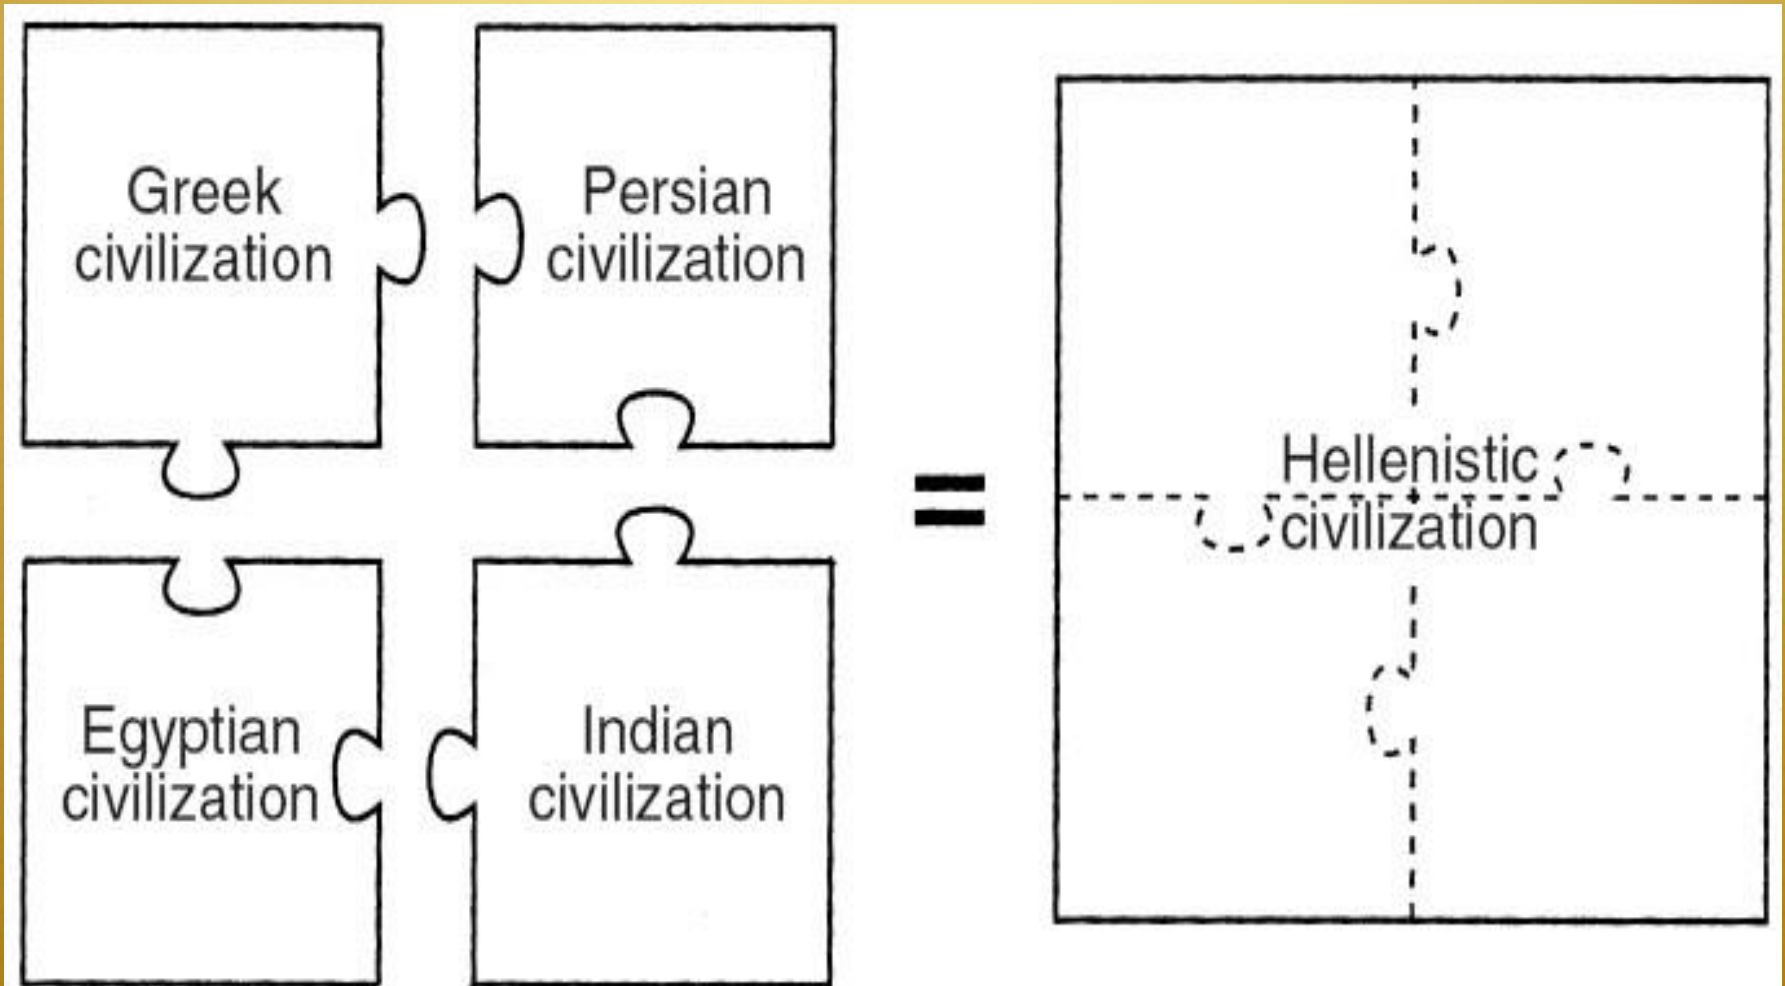 Greek
civilization
Persian
civilization
Egyptian
civilization
Indian
civilization
=
Hellenistic
civilization